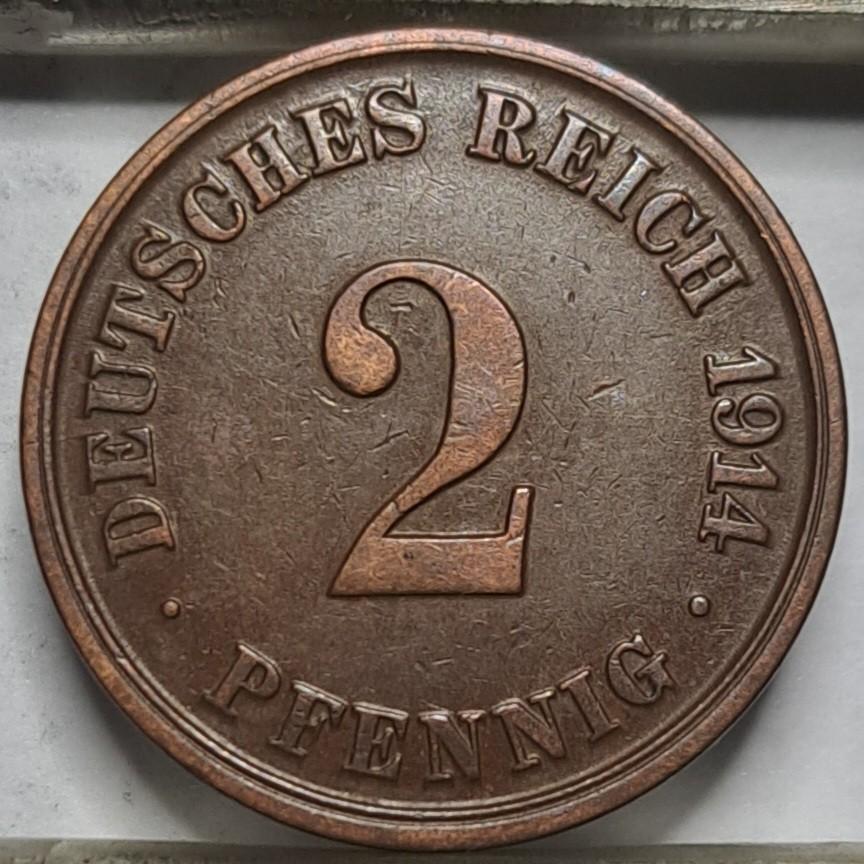 DEUTSCHES REICH 1914
2
· PFENNIG ·